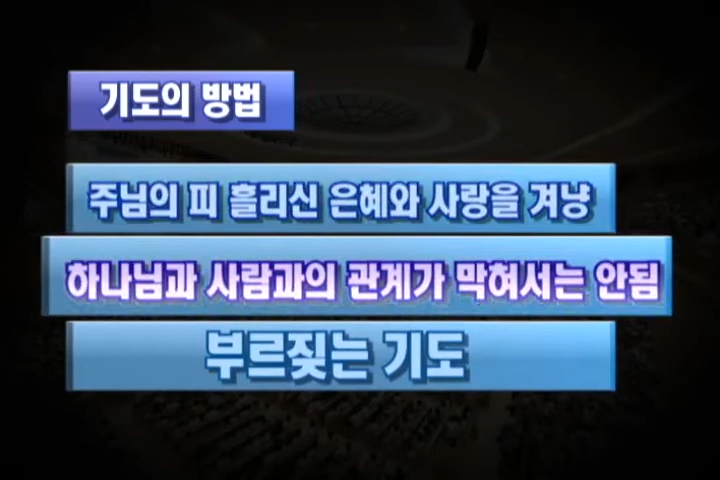 기도의 방법
주님의 피 흘리신 은혜와 사랑을 겨냥
하나님과 사람과의 관계가 막혀서는 안됨
부르짖는 기도